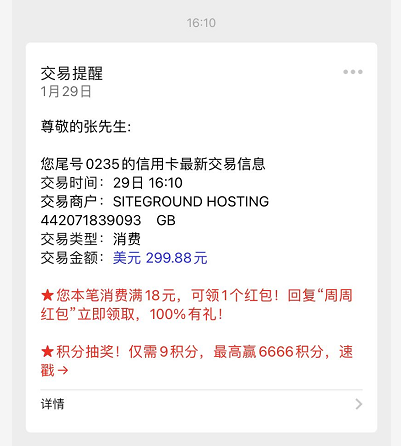 16:10
交易提醒
1月29日
尊敬的张先生:
您尾号0235的信用卡最新交易信息
交易时间：29日 16:10
交易商户：SITEGROUND HOSTING
442071839093 GB
交易类型：消费
交易金额：美元 299.88元
★您本笔消费满18元，可领1个红包！回复“周周
红包”立即领取，100%有礼！
★积分抽奖！仅需9积分，最高赢6666积分，速
戳→
详情